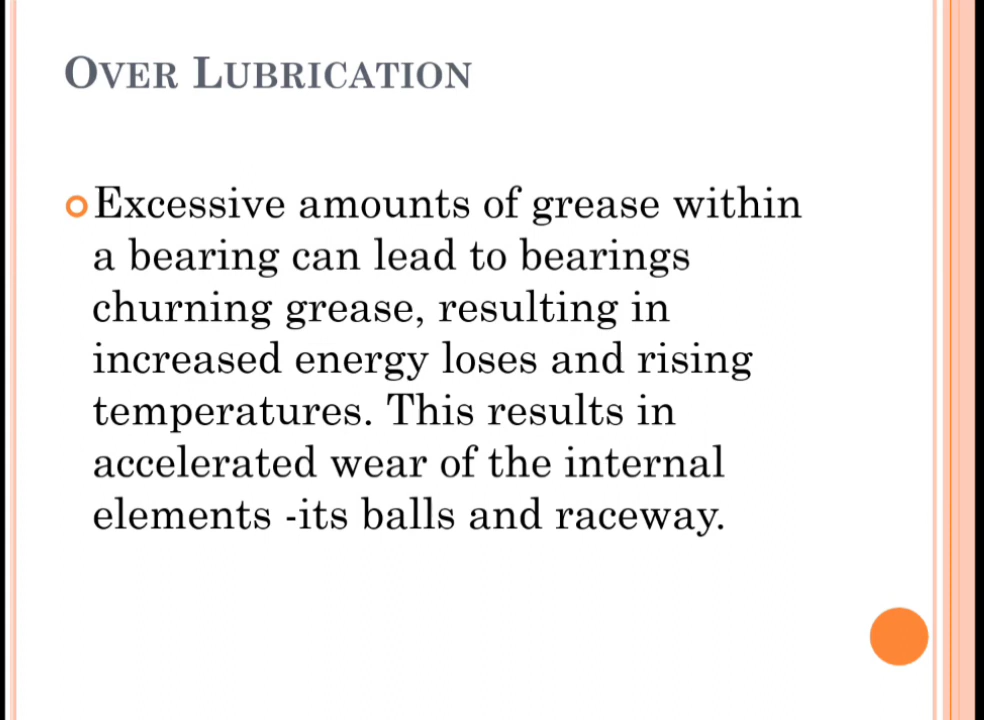 OVER LUBRICATION
Excessive amounts of grease within
a bearing can lead to bearings
churning grease, resulting in
increased energy loses and rising
temperatures. This results in
accelerated wear of the internal
elements -its balls and raceway.